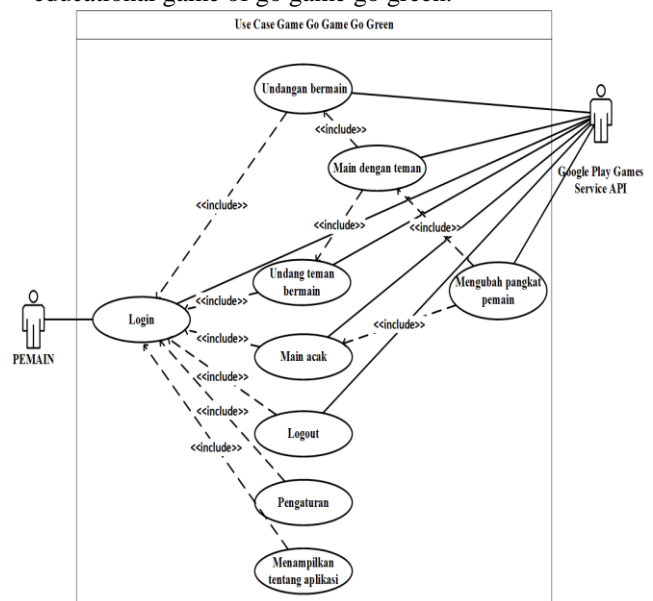 educational game of go game go green.
Use Case Game Go Game Go Green
Undangan bermain
<<include>>
Main dengan teman
Google Play Games
Service API
<<include>>
<<include>>
<<include>>
Undang teman
bermain
Mengubah pangkat
pemain
<<include>>
Login
<<include>>
PEMAIN
<<include>>
Main acak
<<include>>
<<include>>
Logout
<<include>>
Pengaturan
Menampilkan
tentang aplikasi